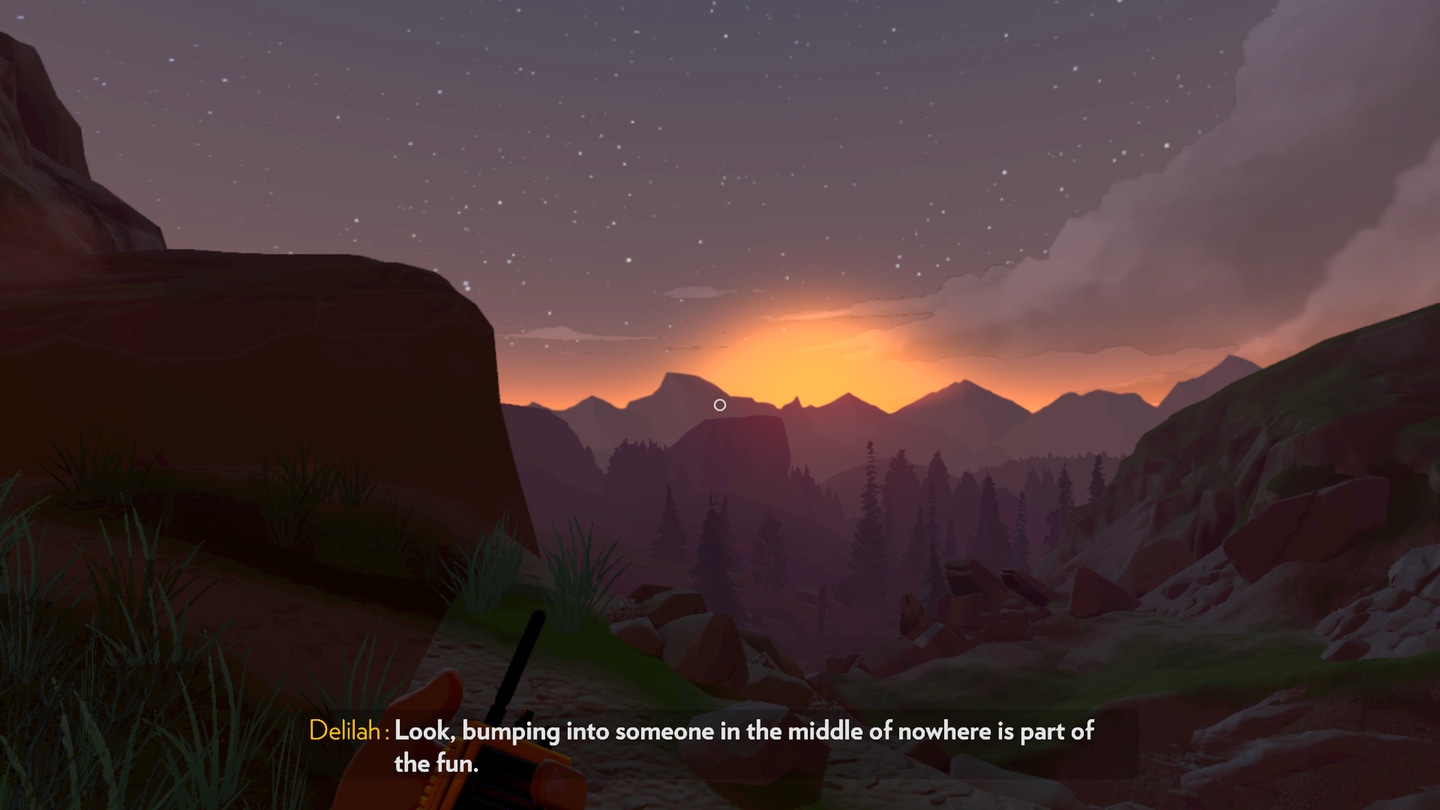 Delilah : Look, bumping into someone in the middle of nowhere is part of
the fun.